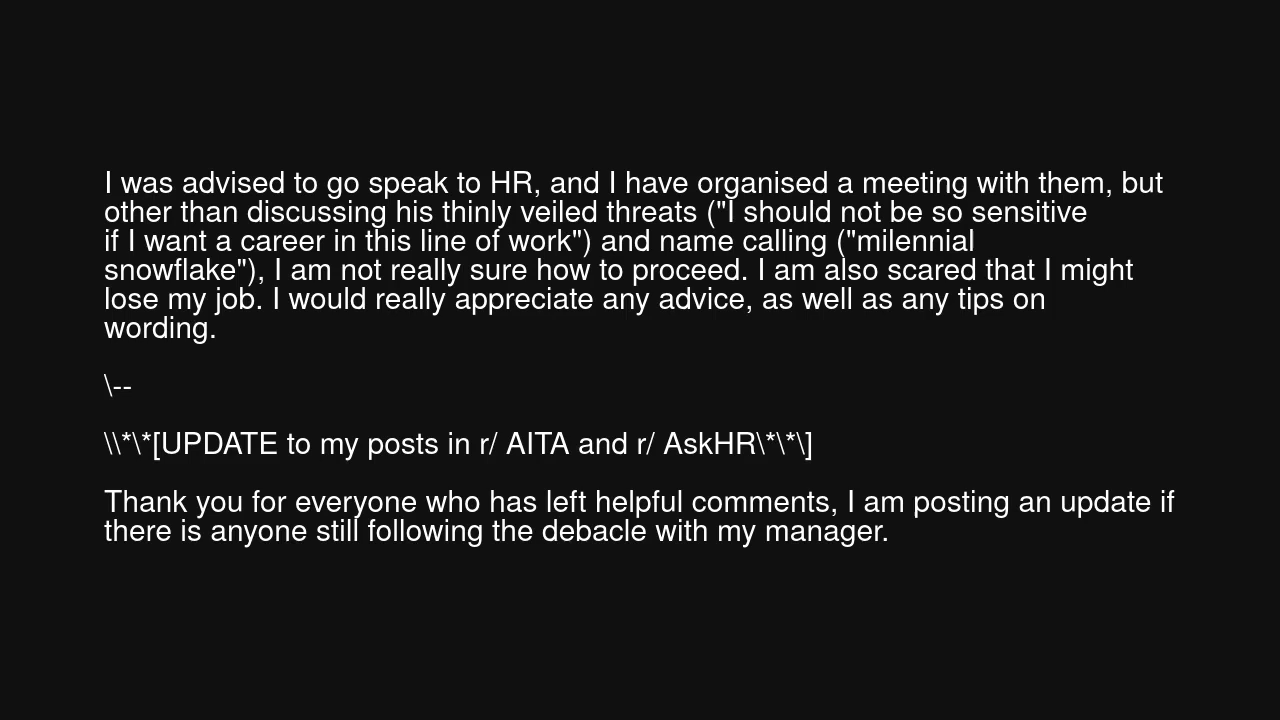 I was advised to go speak to HR, and I have organised a meeting with them, but
other than discussing his thinly veiled threats ("I should not be so sensitive
if I want a career in this line of work") and name calling ("milennial
snowflake"), I am not really sure how to proceed. I am also scared that I might
lose my job. I would really appreciate any advice, as well as any tips on
wording.
\--
\\*\*[UPDATE to my posts in r/ AITA and r/ AskHR\*\*\]
Thank you for everyone who has left helpful comments, I am posting an update if
there is anyone still following the debacle with my manager.